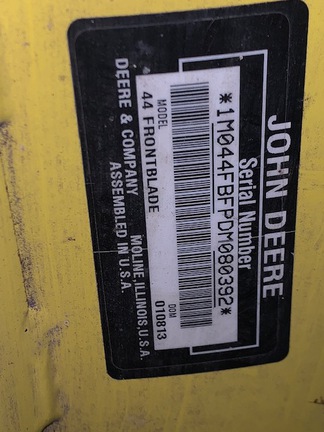 JOHN DEERE
Serial Number
*1M044FBFPDM080392*
MODEL DOM
44 FRONTBLADE 010813
DEERE & COMPANY MOLINE, ILLINOIS, U.S.A.
ASSEMBLED IN U.S.A.